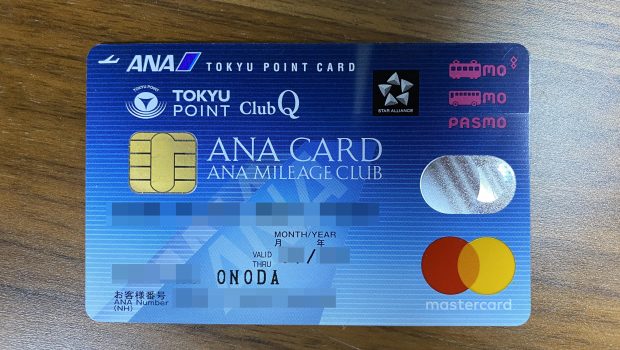 ANA TOKYU POINT CARD
TOKYU POINT
TOKYU
POINT
Club Q
STAR ALLIANCE
MO
MO
PASMO
ANA CARD
ANA MILEAGE CLUB
MONTH/YEAR
月 年
VALID
THRU
/
ONODA
お客様番号
ANA Number
(NH)
mastercard